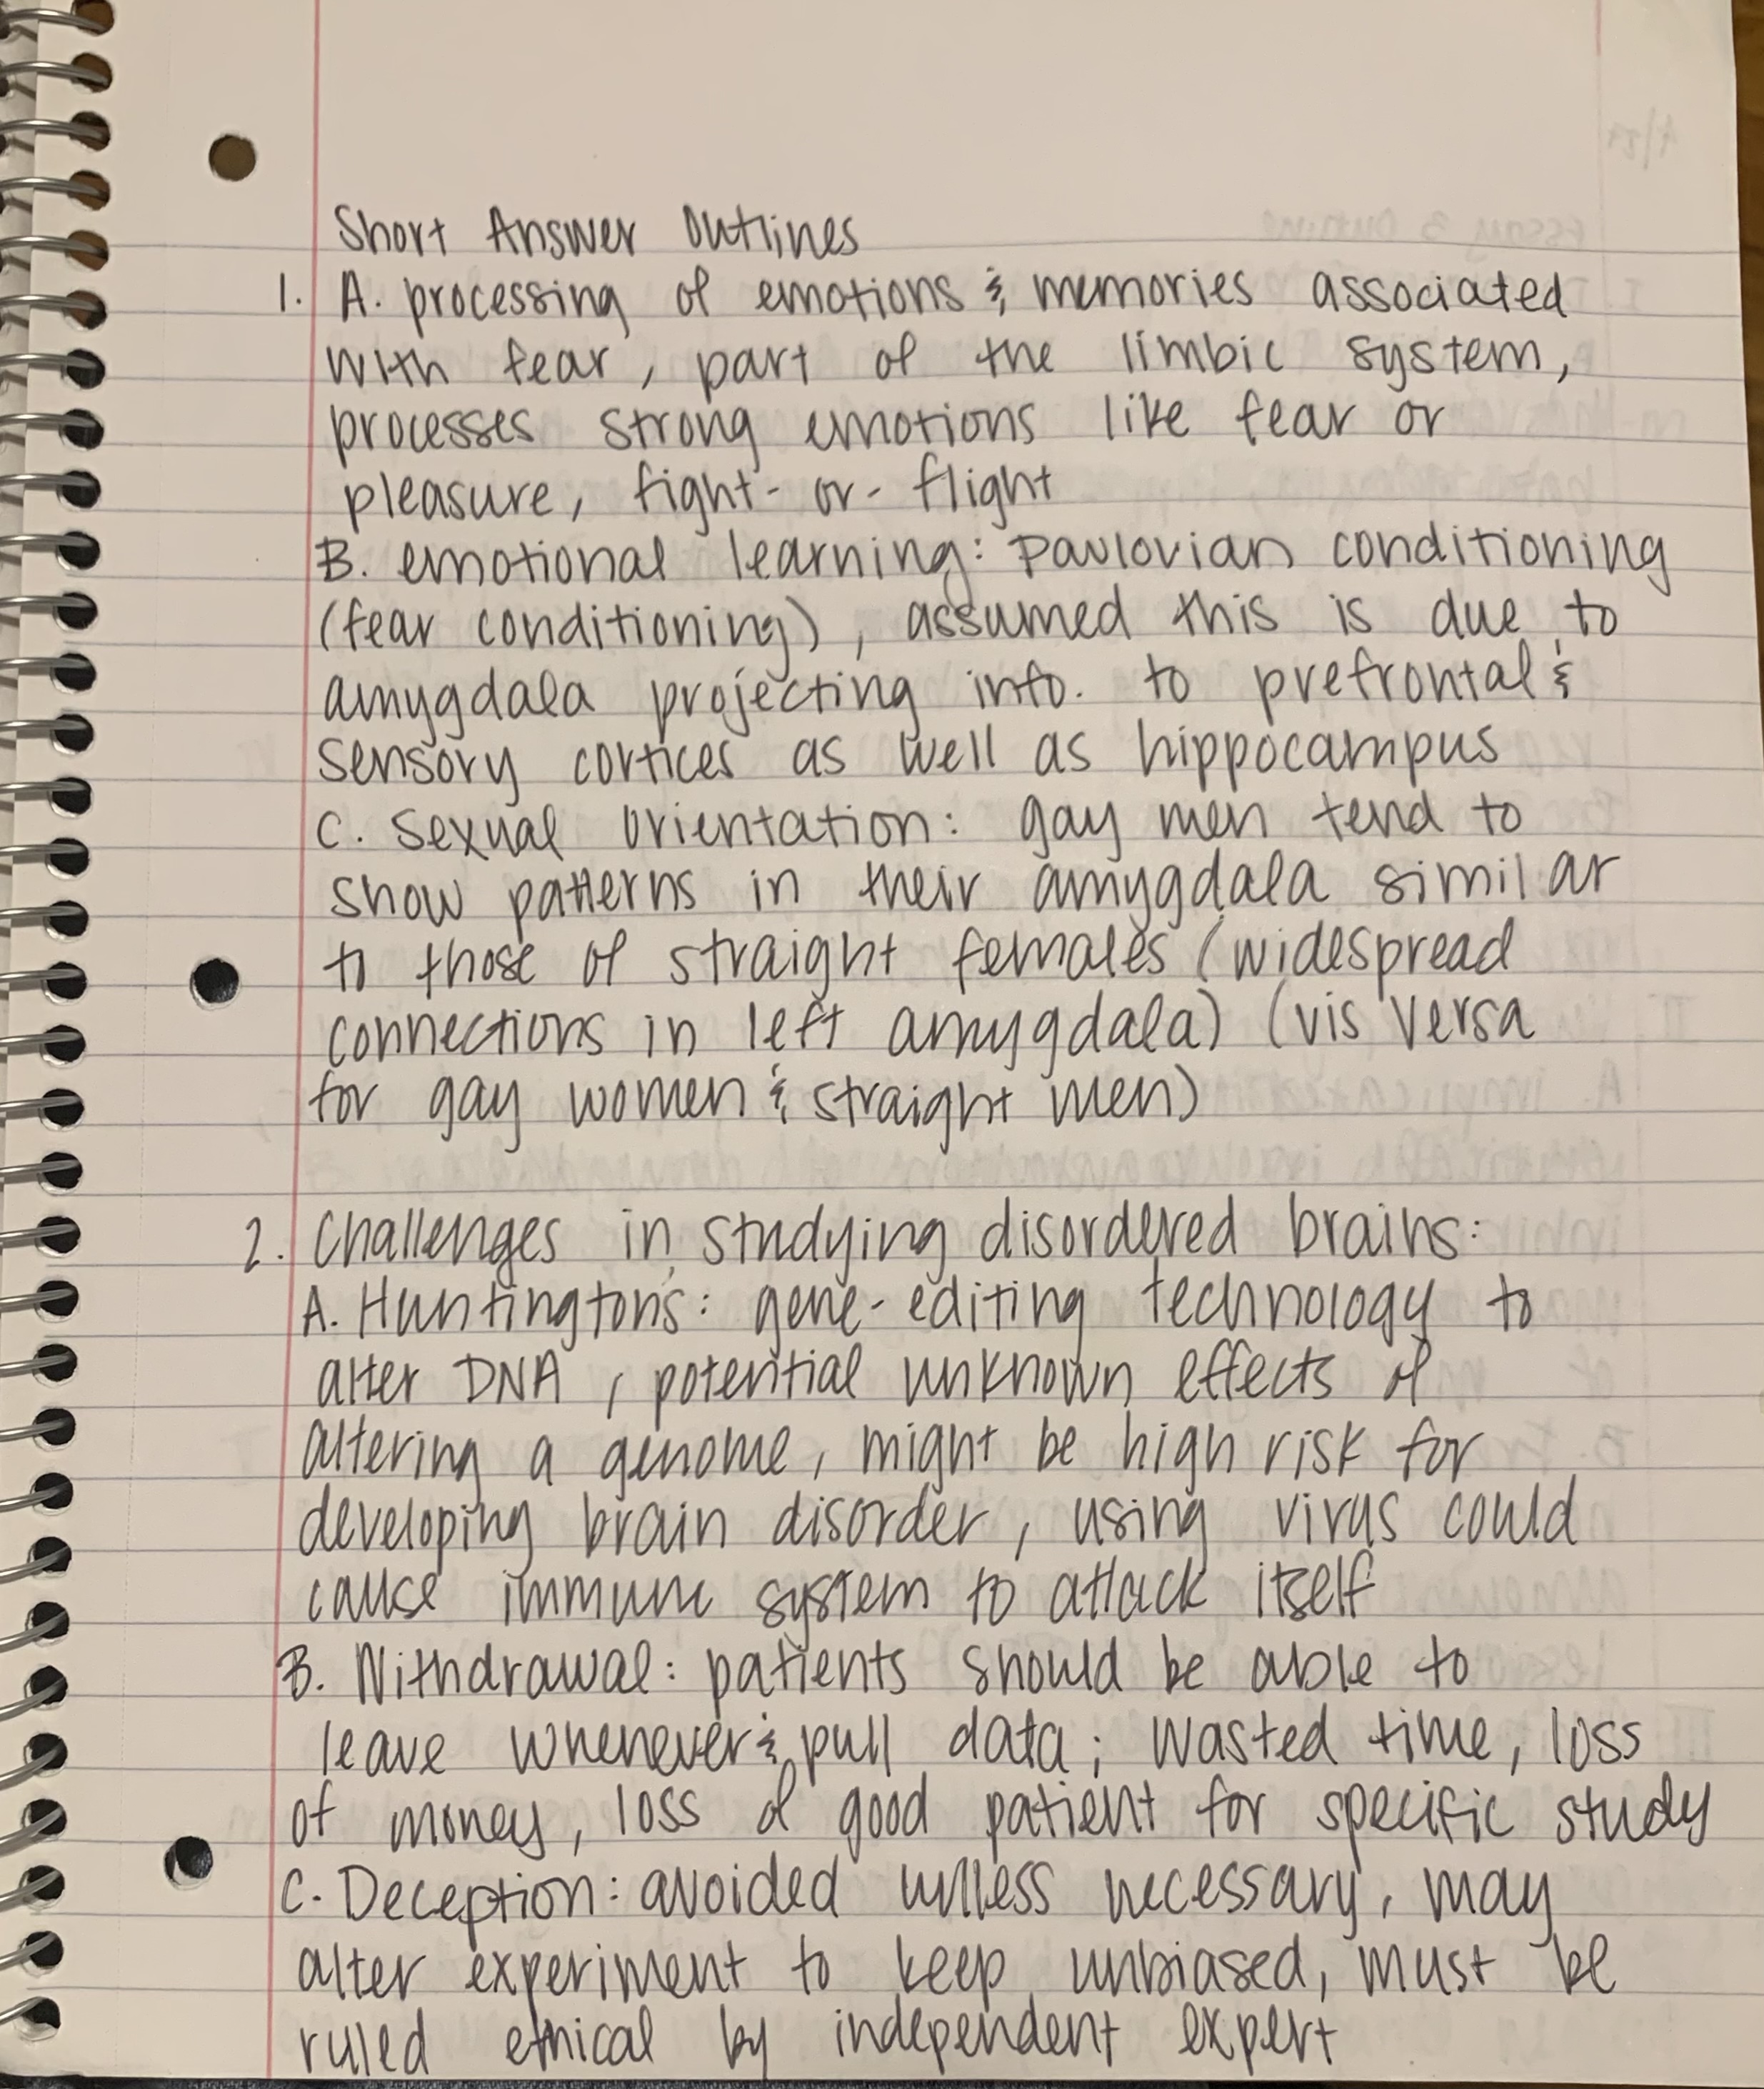 Short Answer Outlines
1. A. processing of emotions & memories associated
with fear, part of the limbic system,
processes strong emotions like fear or
pleasure, fight-or-flight
B. emotional learning: Pavlovian conditioning
(fear conditioning), assumed this is due to
amygdala projecting info. to prefrontal &
sensory cortices as well as hippocampus
C. Sexual orientation: gay men tend to
show patterns in their amygdala similar
to those of straight females (widespread
connections in left amygdala) (vis versa
for gay women & straight men)
2. Challenges in studying disordered brains:
A. Huntington's: gene-editing technology to
alter DNA, potential unknown effects of
altering a genome, might be high risk for
developing brain disorder, using virus could
cause immune system to attack itself
B. Withdrawal: patients should be able to
leave whenever & pull data; wasted time, loss
of money, loss of good patient for specific study
C. Deception: avoided unless necessary, may
alter experiment to keep unbiased, must be
ruled ethical by independent expert